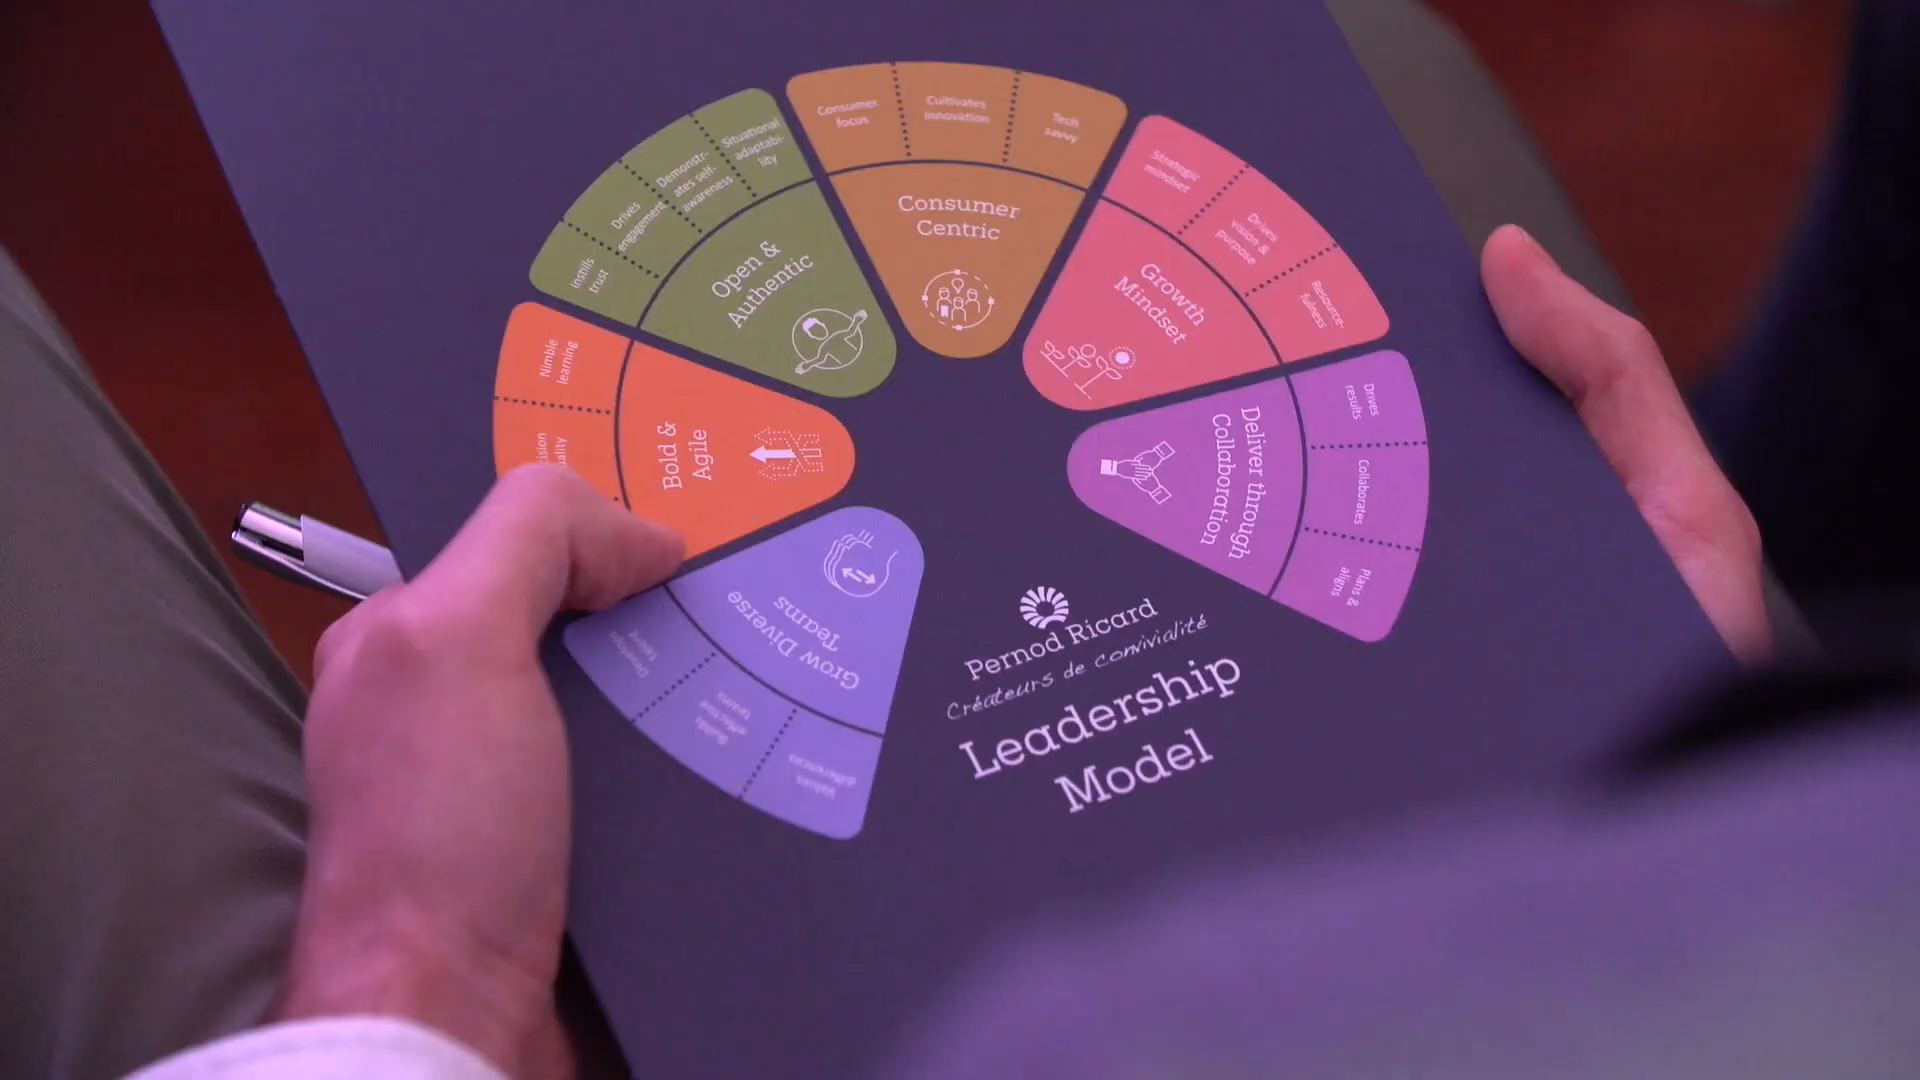 Consumer
focus
Cultivates
innovation
Tech
savvy
Consumer
Centric
Situational
adaptabi-
lity
Demonstr-
ates self-
awareness
Drives
engagement
Instills
trust
Open &
Authentic
Strategic
mindset
Drives
vision &
purpose
Resource-
fulness
Growth
Mindset
Nimble
learning
Bold &
Agile
Drives
results
Collaborates
Plans &
aligns
Deliver through
Collaboration
Grow Diverse
Teams
Develops
talent
Builds
effective
teams
Values
differences
Pernod Ricard
Créateurs de convivialité
Leadership
Model